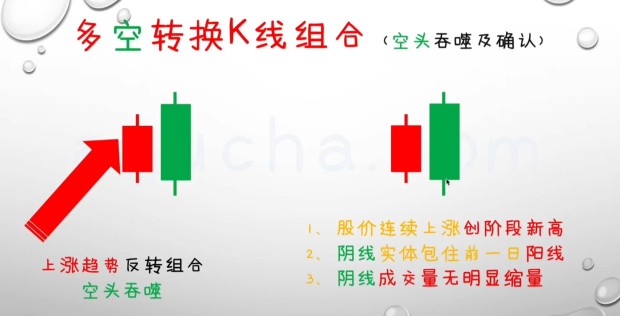 多空转换K线组合（空头吞噬及确认）
上涨趋势反转组合
空头吞噬
1、股价连续上涨创阶段新高
2、阴线实体包住前一日阳线
3、阴线成交量无明显缩量